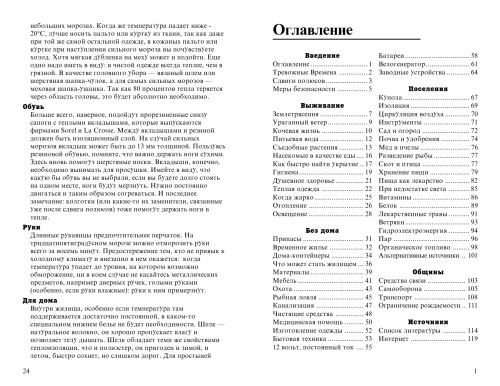 небольших морозах. Когда же температура падает ниже -
20°С, лучше носить пальто или куртку из ткани, так как даже
при той же самой остальной одежде, в кожаных пальто или
куртке при наступлении сильного мороза вы почувствуете
холод. Хотя мягкая дубленка на меху может и подойти. Еще
одно надо иметь в виду: в чистой одежде всегда теплее, чем в
грязной. В качестве головного убора — вязаный шлем или
шерстяная шапка-чулок, а для самых сильных морозов —
меховая шапка-ушанка. Так как 80 процентов тепла теряется
через область головы, это будет абсолютно необходимо.
Обувь
Больше всего, наверное, подойдут прорезиненные снизу
сапоги с теплыми вкладышами, которые выпускаются
фирмами Sorel и La Crosse. Между вкладышами и резиной
должен быть изоляционный слой. На случай сильных
морозов вкладыш может быть до 13 мм толщиной. Пользуясь
резиновой обувью, помните, что важно держать ноги сухими.
Здесь вновь помогут шерстяные носки. Вкладыши, конечно,
необходимо вынимать для просушки. Имейте в виду, что
какую бы обувь вы не выбрали, если вы будете долго стоять
на одном месте, ноги будут мерзнуть. Нужно постоянно
двигаться и таким образом согреваться. И последнее
замечание: колготки (или какие-то их заменители, связанные
уже после сдвига полюсов) тоже помогут держать ноги в
тепле.
Руки
Длинные рукавицы предпочтительнее перчаток. На
тридцатипятиградусном морозе можно отморозить руки
всего за восемь минут. Предостережение тем, кто не привык к
холодному климату и внезапно в нем окажется: когда
температура упадет до уровня, на котором возможно
обморожение, ни в коем случае не касайтесь металлических
предметов, например дверных ручек, голыми руками
(особенно, если руки влажные): руки к ним примерзнут.
Для дома
Внутри жилища, особенно если температура там
поддерживается достаточно постоянной, в каком-то
специальном нижнем белье не будет необходимости. Шелк —
натуральное волокно, он хорошо пропускает влагу и
позволяет телу дышать. Шелк обладает теми же свойствами
теплоизоляции, что и полиэстер, он пригоден и зимой, и
летом, быстро сохнет, но слишком дорог. Для простыней
24
Оглавление
Введение
Оглавление ... 1
Тревожные Времена ... 2
Сдвиги полюсов ... 3
Меры безопасности ... 5
Выживание
Землетрясения ... 7
Ураганный ветер ... 9
Кочевая жизнь ... 10
Питьевая вода ... 12
Съедобные растения ... 13
Насекомые в качестве еды ... 16
Как быстро найти укрытие ... 17
Гигиена ... 19
Душевное здоровье ... 21
Теплая одежда ... 22
Когда жарко ... 25
Отопление ... 26
Освещение ... 28
Без дома
Припасы ... 31
Временное жилье ... 32
Дома-контейнеры ... 34
Что может стать жилищем ... 36
Материалы ... 39
Мебель ... 41
Охота ... 43
Рыбная ловля ... 45
Канализация ... 47
Чистящие средства ... 48
Медицинская помощь ... 50
Изготовление одежды ... 52
Бытовая техника ... 53
12 вольт, постоянный ток ... 55
Батареи ... 58
Велогенератор ... 61
Заводные устройства ... 64
Поселения
Купола ... 67
Изоляция ... 69
Циркуляция воздуха ... 70
Инструменты ... 71
Сад и огород ... 72
Почва и удобрения ... 74
Мед и пчелы ... 76
Разведение рыбы ... 77
Скот и птица ... 77
Хранение пищи ... 79
Пища как лекарство ... 82
При недостатке света ... 85
Витамины ... 86
Белок ... 89
Лекарственные травы ... 91
Ветряки ... 93
Гидроэлектроэнергия ... 94
Пар ... 96
Органическое топливо ... 98
Альтернативные источники .. 101
Общины
Средства связи ... 103
Самооборона ... 105
Транспорт ... 108
Ограничение рождаемости .. 111
Источники
Список литературы ... 114
Интернет ... 119
1